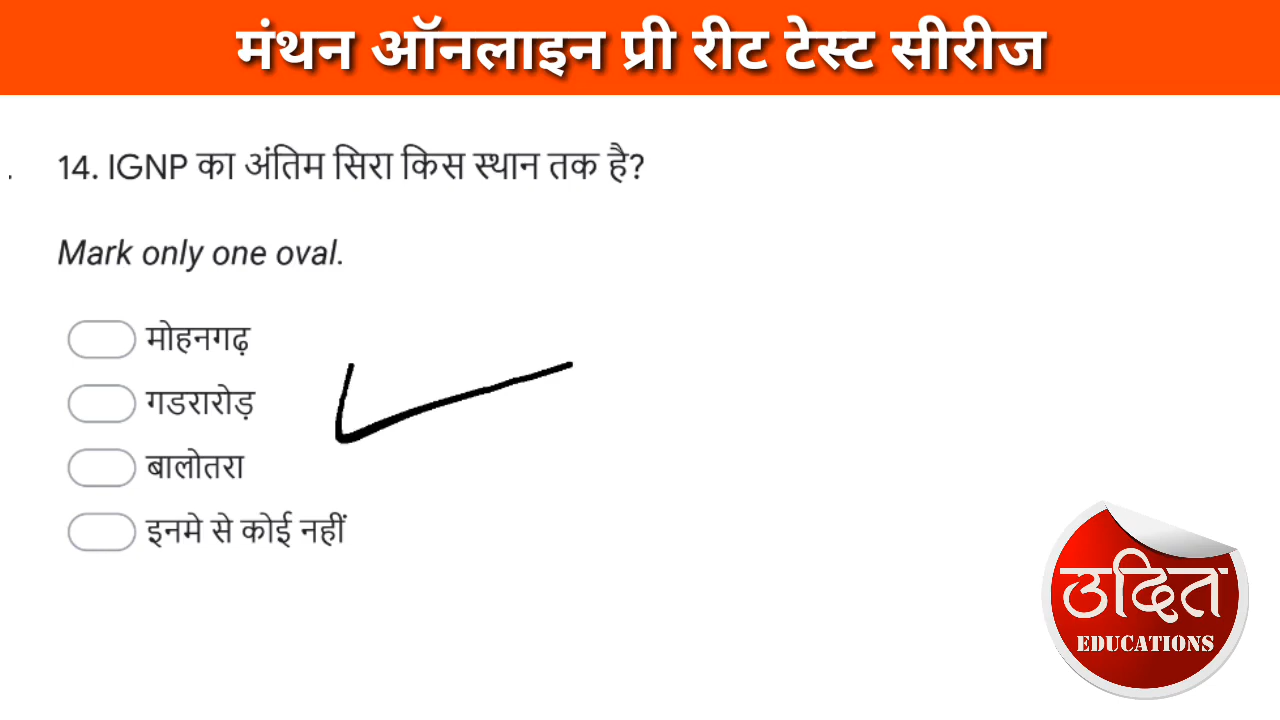 मंथन ऑनलाइन प्री रीट टेस्ट सीरीज
14. IGNP का अंतिम सिरा किस स्थान तक है?
Mark only one oval.
मोहनगढ़
गडरारोड़
बालोतरा
इनमे से कोई नहीं
उदित
EDUCATIONS